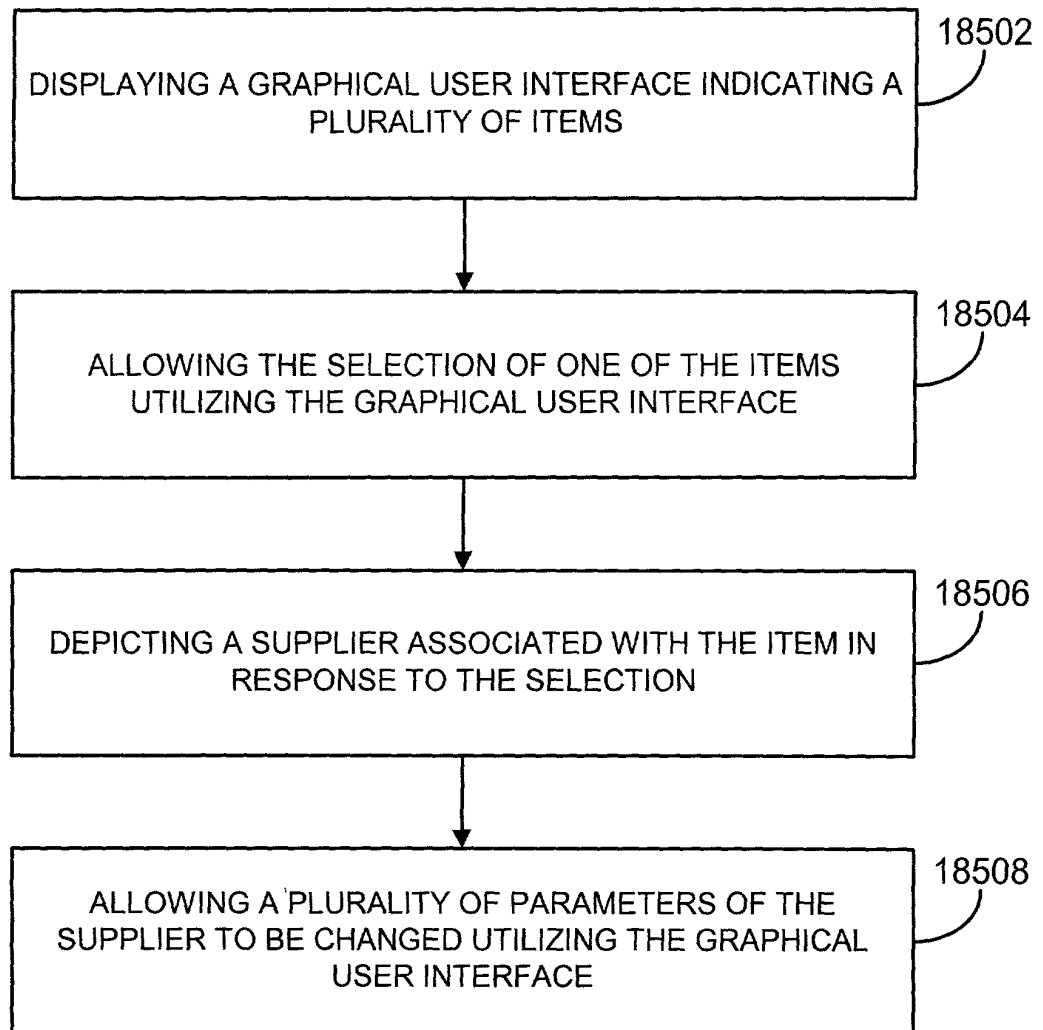 18502
DISPLAYING A GRAPHICAL USER INTERFACE INDICATING A
PLURALITY OF ITEMS
18504
ALLOWING THE SELECTION OF ONE OF THE ITEMS
UTILIZING THE GRAPHICAL USER INTERFACE
18506
DEPICTING A SUPPLIER ASSOCIATED WITH THE ITEM IN
RESPONSE TO THE SELECTION
18508
ALLOWING A PLURALITY OF PARAMETERS OF THE
SUPPLIER TO BE CHANGED UTILIZING THE GRAPHICAL
USER INTERFACE